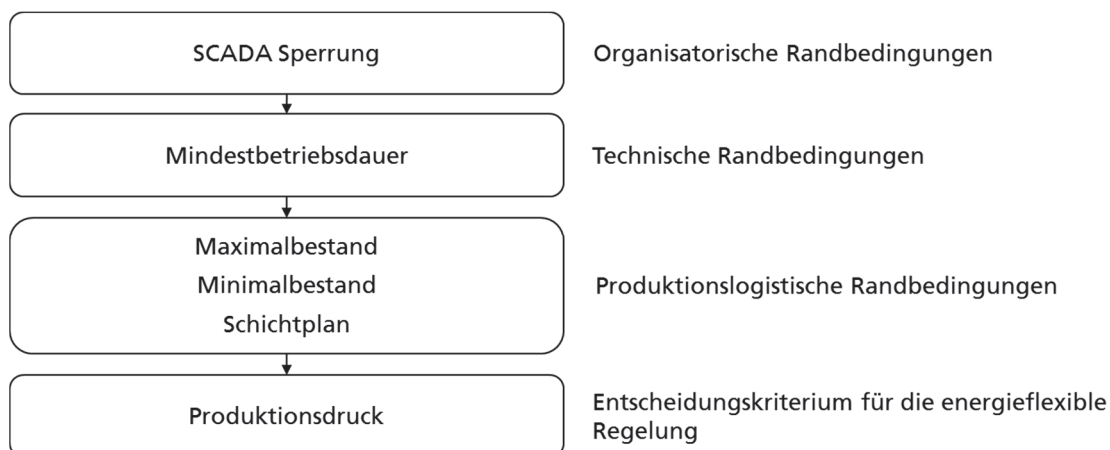 SCADA Sperrung
Organisatorische Randbedingungen
Mindestbetriebsdauer
Technische Randbedingungen
Maximalbestand
Minimalbestand
Schichtplan
Produktionslogistische Randbedingungen
Produktionsdruck
Entscheidungskriterium für die energieflexible
Regelung